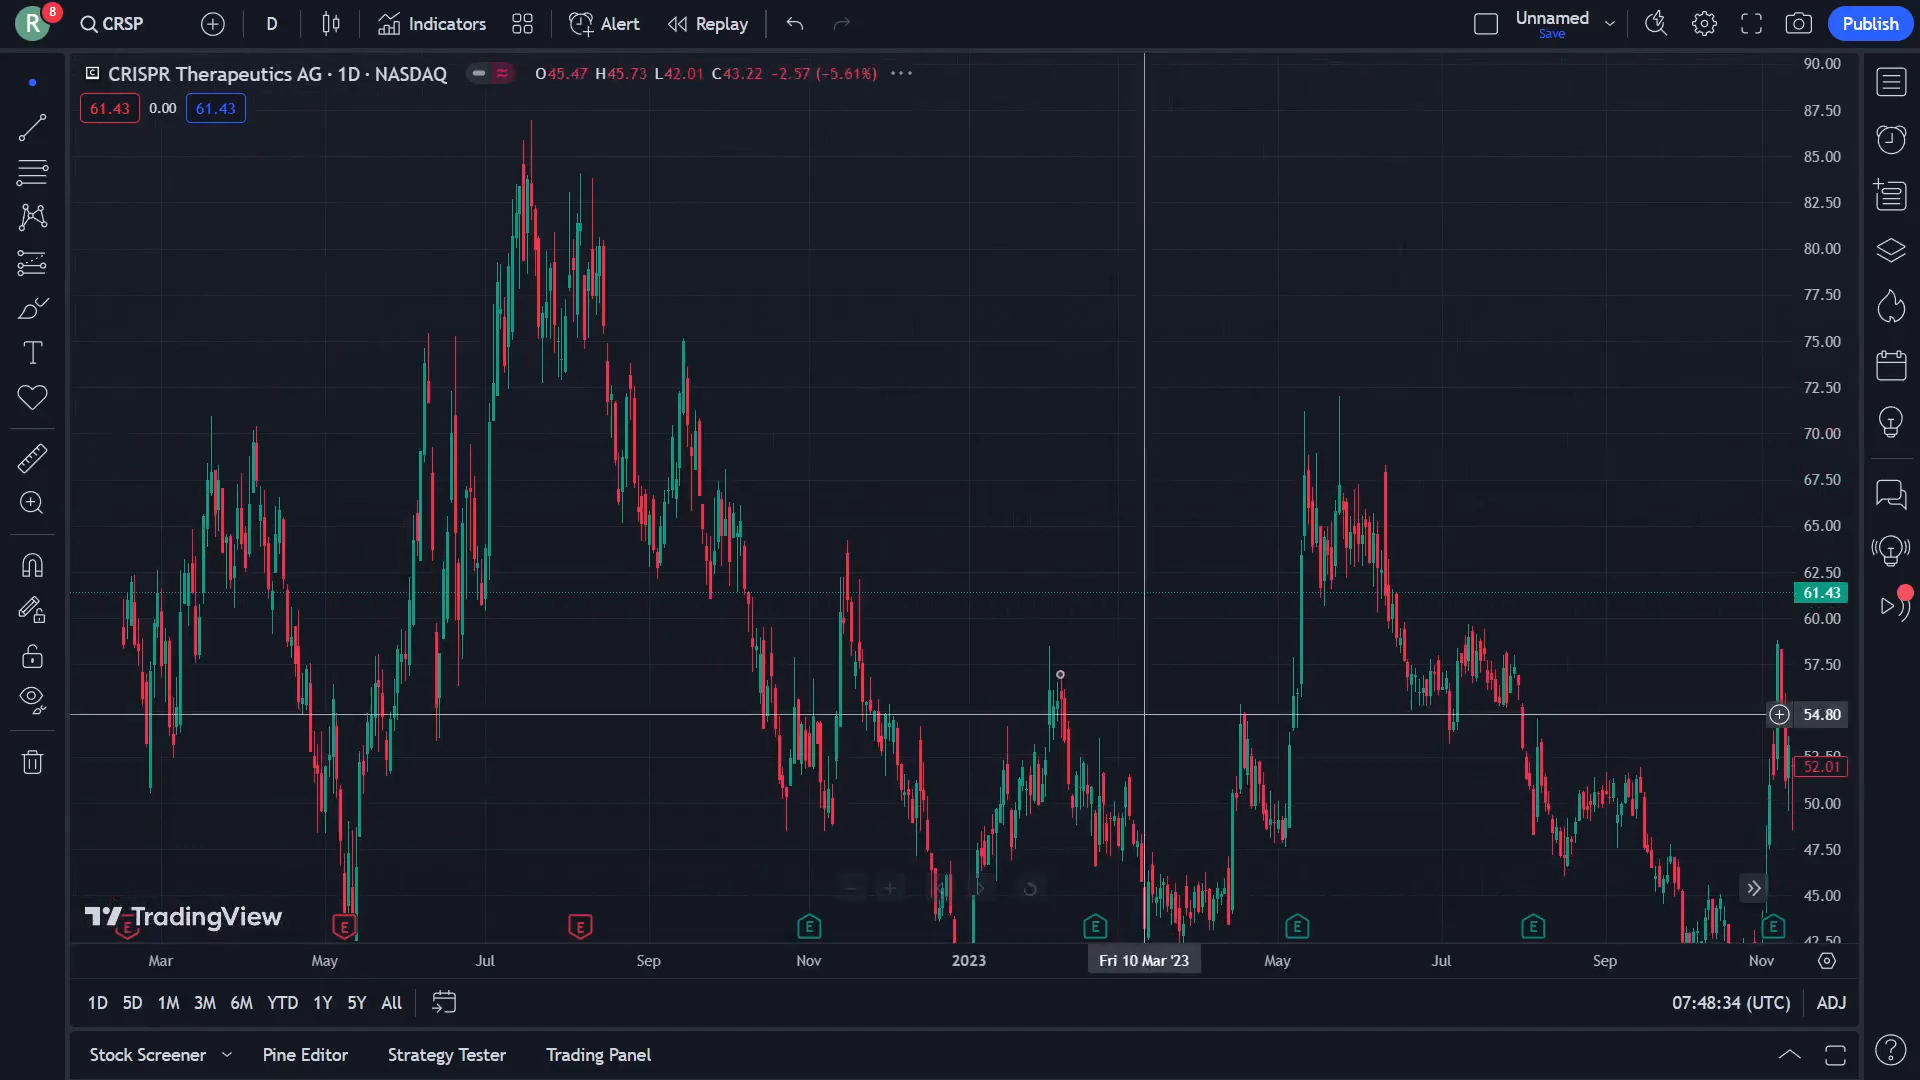 R 8 CRSP D Indicators Alert Replay Unnamed Save Publish
CRISPR Therapeutics AG · 1D · NASDAQ O45.47 H45.73 L42.01 C43.22 -2.57 (-5.61%)
61.43 0.00 61.43
90.00
87.50
85.00
82.50
80.00
77.50
75.00
72.50
70.00
67.50
65.00
62.50
61.43
60.00
57.50
54.80
52.50
52.01
50.00
47.50
45.00
42.50
TradingView
E E E E E E E E
Mar May Jul Sep Nov 2023 Fri 10 Mar '23 May Jul Sep Nov
1D 5D 1M 3M 6M YTD 1Y 5Y All 07:48:34 (UTC) ADJ
Stock Screener Pine Editor Strategy Tester Trading Panel